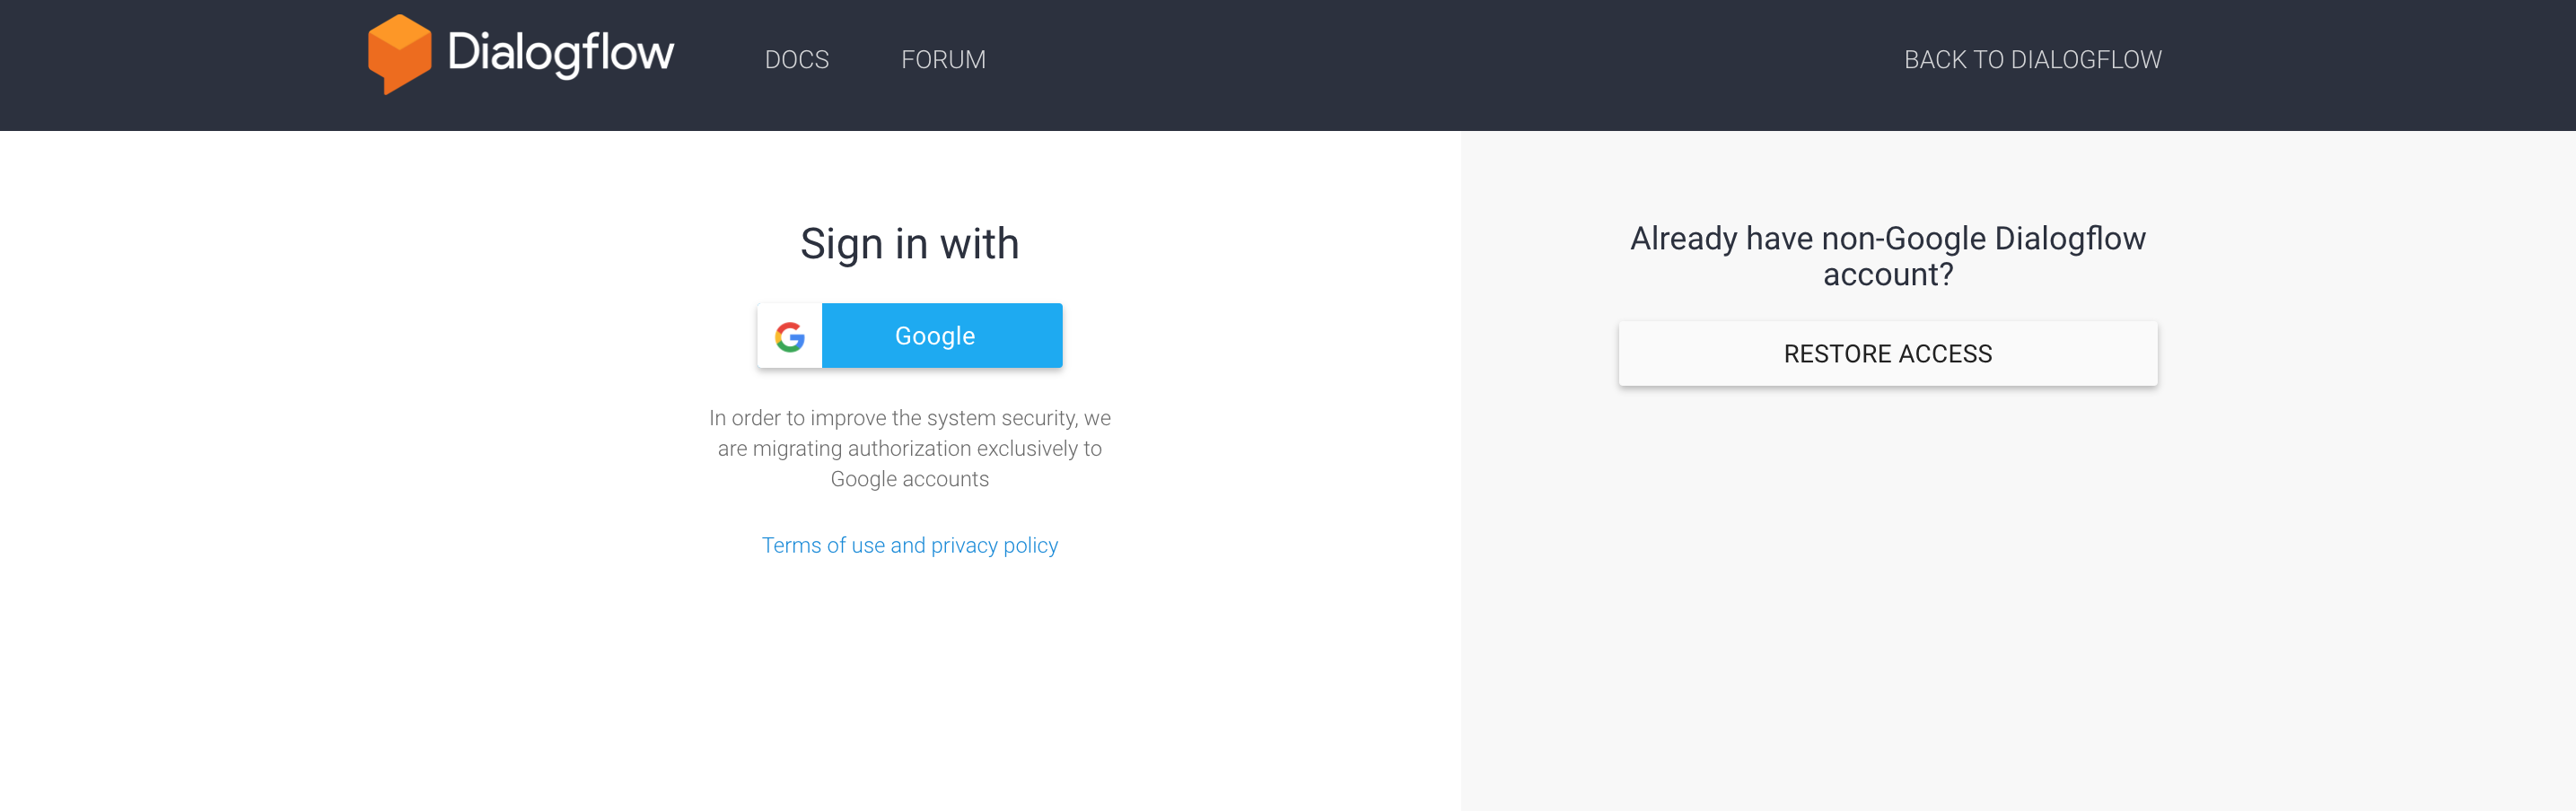 Dialogflow
DOCS
FORUM
BACK TO DIALOGFLOW
Sign in with
Google
In order to improve the system security, we
are migrating authorization exclusively to
Google accounts
Terms of use and privacy policy
Already have non-Google Dialogflow
account?
RESTORE ACCESS